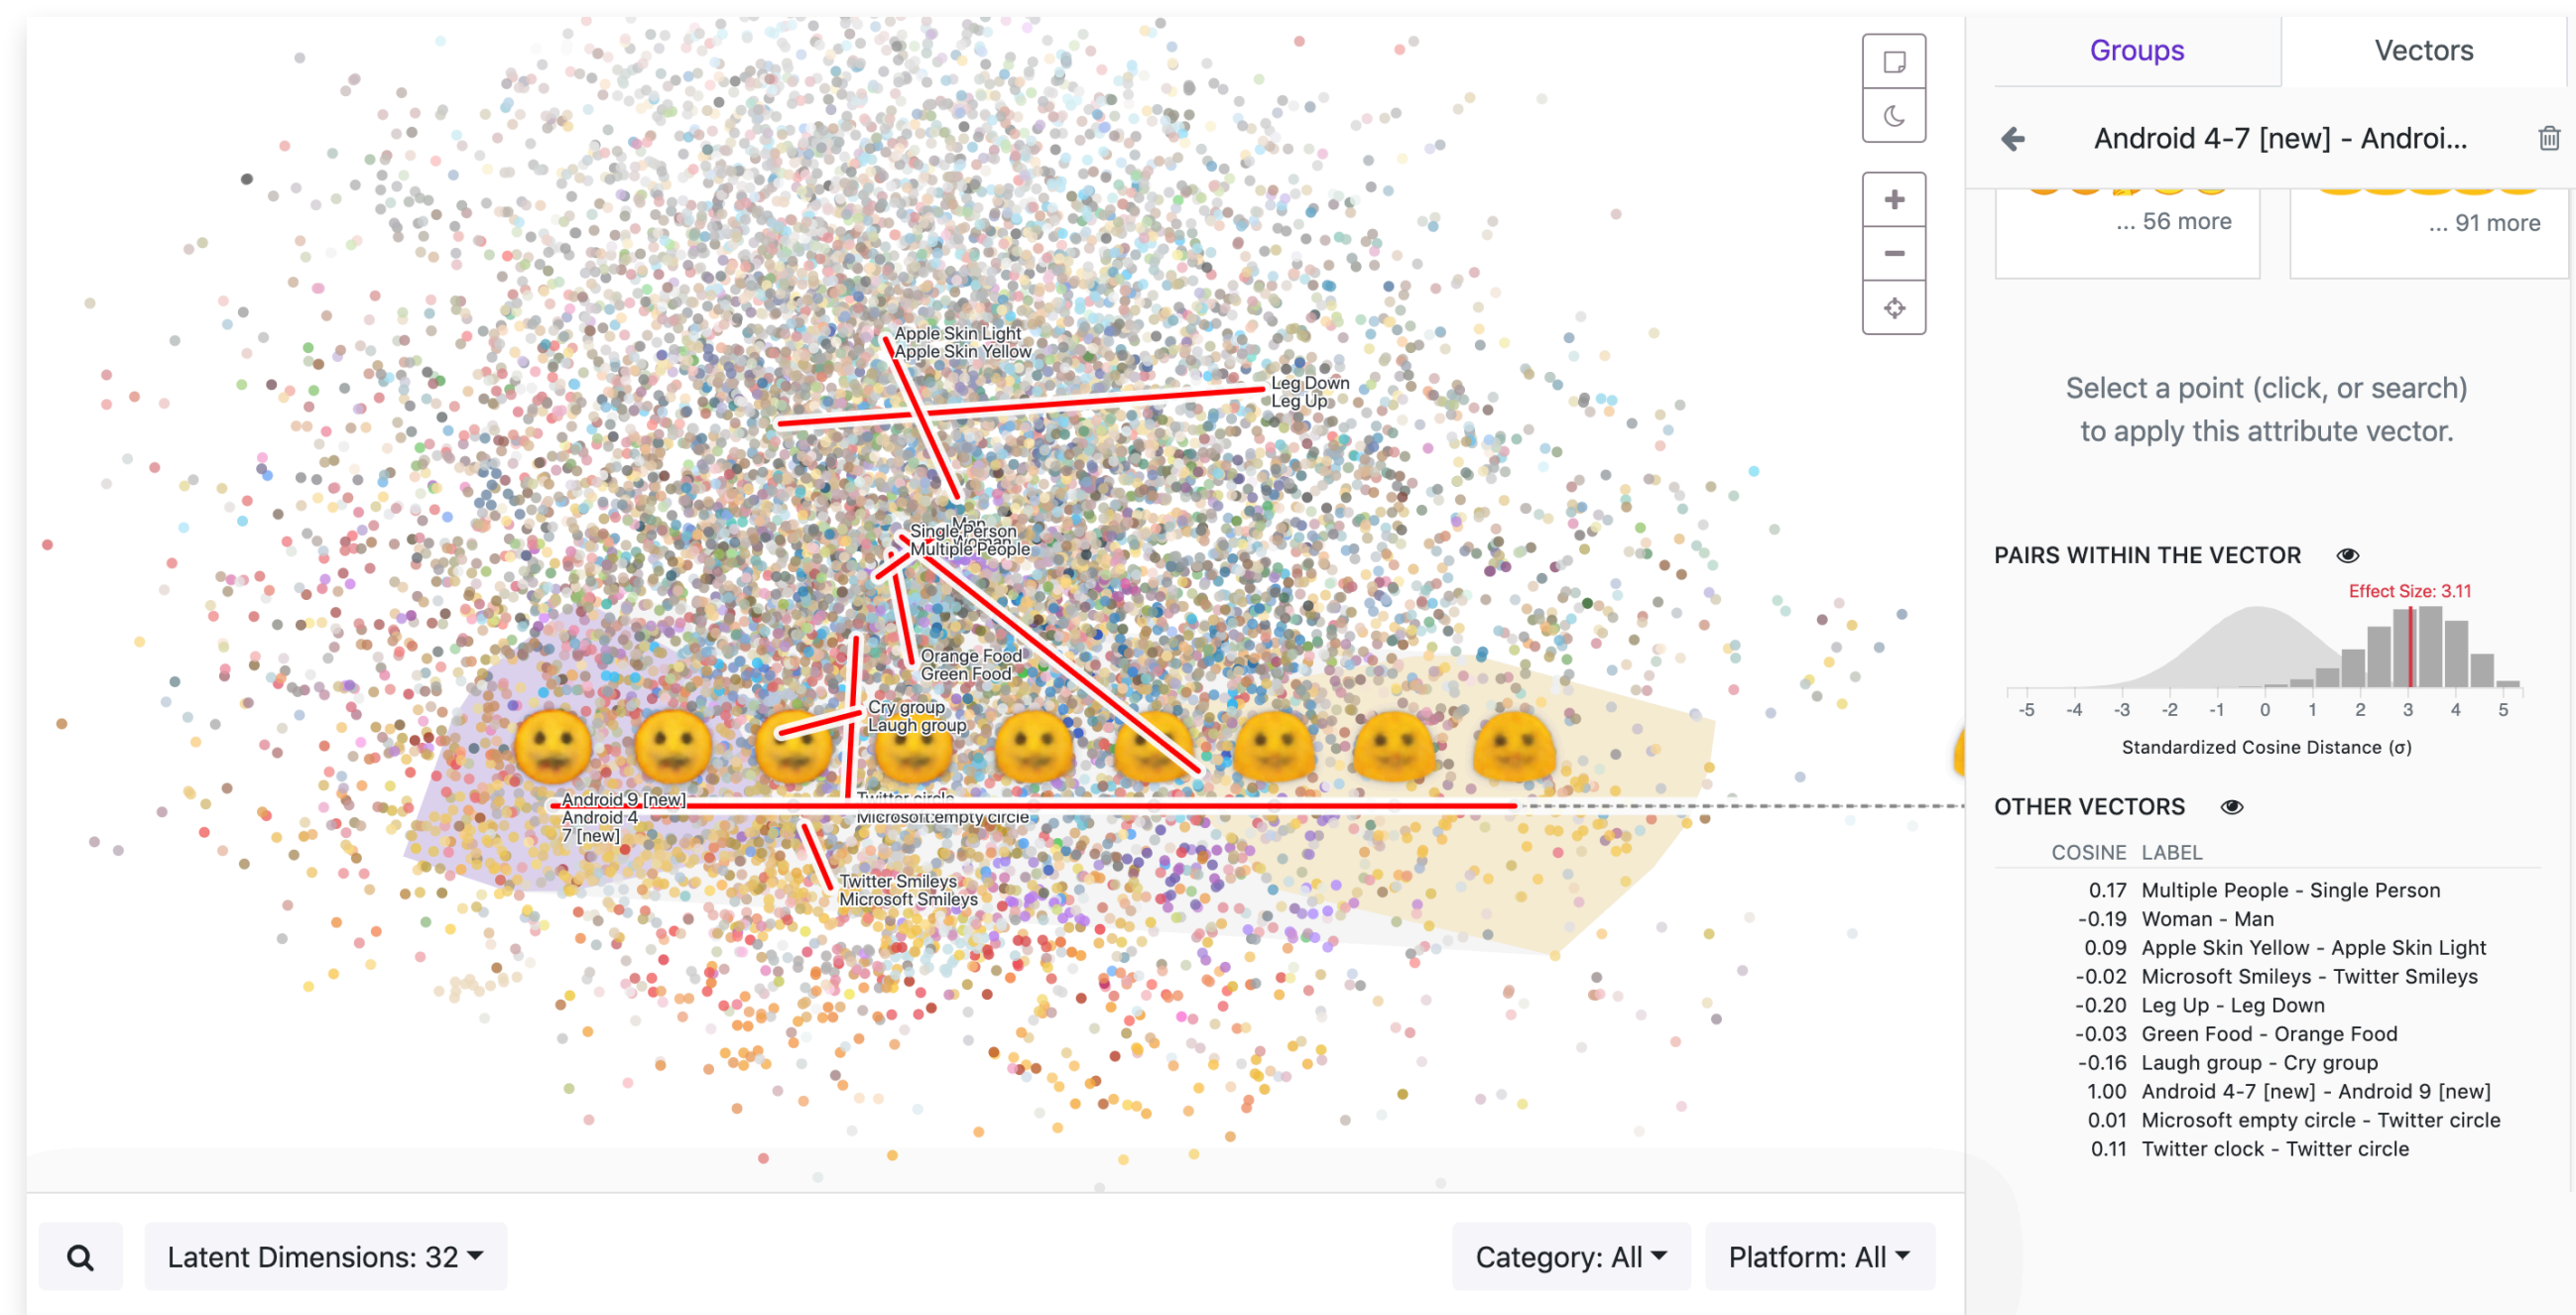 Groups
Vectors
Android 4-7 [new] - Androi...
... 56 more
... 91 more
Select a point (click, or search)
to apply this attribute vector.
PAIRS WITHIN THE VECTOR
Effect Size: 3.11
-5 -4 -3 -2 -1 0 1 2 3 4 5
Standardized Cosine Distance (σ)
OTHER VECTORS
COSINE LABEL
0.17 Multiple People - Single Person
-0.19 Woman - Man
0.09 Apple Skin Yellow - Apple Skin Light
-0.02 Microsoft Smileys - Twitter Smileys
-0.20 Leg Up - Leg Down
-0.03 Green Food - Orange Food
-0.16 Laugh group - Cry group
1.00 Android 4-7 [new] - Android 9 [new]
0.01 Microsoft empty circle - Twitter circle
0.11 Twitter clock - Twitter circle
Apple Skin Light
Apple Skin Yellow
Leg Down
Leg Up
Man
Woman
Single Person
Multiple People
Orange Food
Green Food
Cry group
Laugh group
Android 9 [new]
Android 4
7 [new]
Twitter circle
Microsoft empty circle
Twitter Smileys
Microsoft Smileys
Latent Dimensions: 32
Category: All
Platform: All